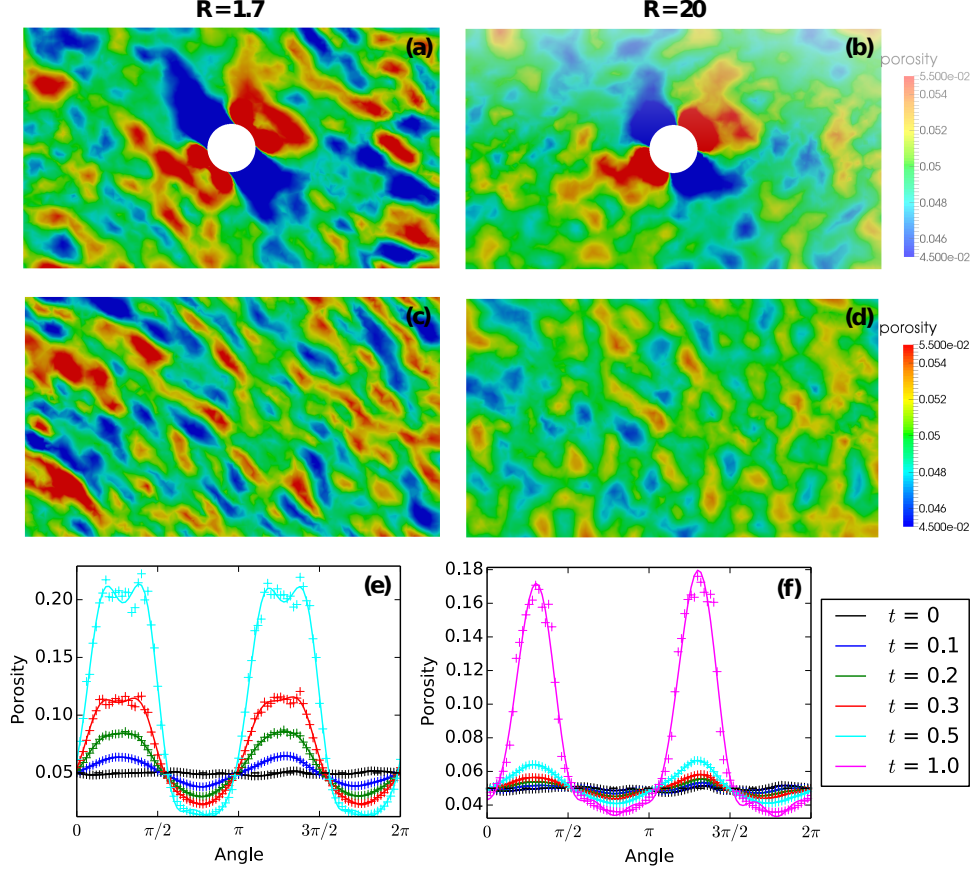 R = 1.7
R = 20
(a)
(b)
porosity
5.500e-02
0.054
0.052
0.05
0.048
0.046
4.500e-02
(c)
(d)
porosity
5.500e-02
0.054
0.052
0.05
0.048
0.046
4.500e-02
(e)
Porosity
0.20
0.15
0.10
0.05
0
π/2
π
3π/2
2π
Angle
(f)
Porosity
0.18
0.16
0.14
0.12
0.10
0.08
0.06
0.04
0
π/2
π
3π/2
2π
Angle
t = 0
t = 0.1
t = 0.2
t = 0.3
t = 0.5
t = 1.0